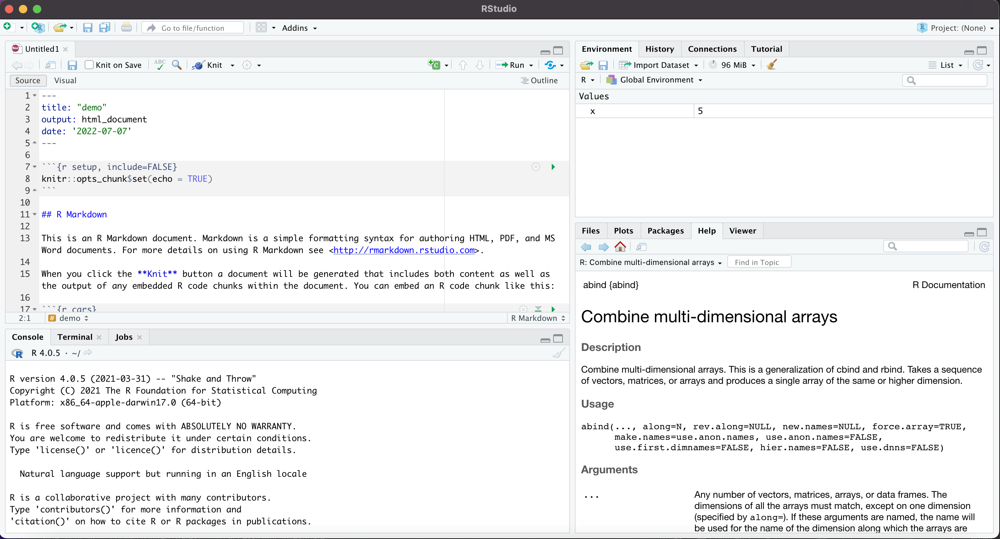 RStudio
Go to file/function
Addins
Project: (None)
Untitled1
Knit on Save
ABC
Knit
Run
Source
Visual
Outline
1 ---
2 title: "demo"
3 output: html_document
4 date: '2022-07-07'
5 ---
6
7 ```{r setup, include=FALSE}
8 knitr::opts_chunk$set(echo = TRUE)
9 ```
10
11 ## R Markdown
12
13 This is an R Markdown document. Markdown is a simple formatting syntax for authoring HTML, PDF, and MS
Word documents. For more details on using R Markdown see <http://rmarkdown.rstudio.com>.
14
15 When you click the **Knit** button a document will be generated that includes both content as well as
the output of any embedded R code chunks within the document. You can embed an R code chunk like this:
16
17 ```{r cars}
2:1 # demo R Markdown
Console Terminal Jobs
R R 4.0.5 · ~/
R version 4.0.5 (2021-03-31) -- "Shake and Throw"
Copyright (C) 2021 The R Foundation for Statistical Computing
Platform: x86_64-apple-darwin17.0 (64-bit)
R is free software and comes with ABSOLUTELY NO WARRANTY.
You are welcome to redistribute it under certain conditions.
Type 'license()' or 'licence()' for distribution details.
Natural language support but running in an English locale
R is a collaborative project with many contributors.
Type 'contributors()' for more information and
'citation()' on how to cite R or R packages in publications.
Environment History Connections Tutorial
Import Dataset 96 MiB List
R Global Environment
Values
x 5
Files Plots Packages Help Viewer
R: Combine multi-dimensional arrays Find in Topic
abind {abind} R Documentation
Combine multi-dimensional arrays
Description
Combine multi-dimensional arrays. This is a generalization of cbind and rbind. Takes a sequence
of vectors, matrices, or arrays and produces a single array of the same or higher dimension.
Usage
abind(..., along=N, rev.along=NULL, new.names=NULL, force.array=TRUE,
make.names=use.anon.names, use.anon.names=FALSE,
use.first.dimnames=FALSE, hier.names=FALSE, use.dnns=FALSE)
Arguments
... Any number of vectors, matrices, arrays, or data frames. The
dimensions of all the arrays must match, except on one dimension
(specified by along=). If these arguments are named, the name will
be used for the name of the dimension along which the arrays are